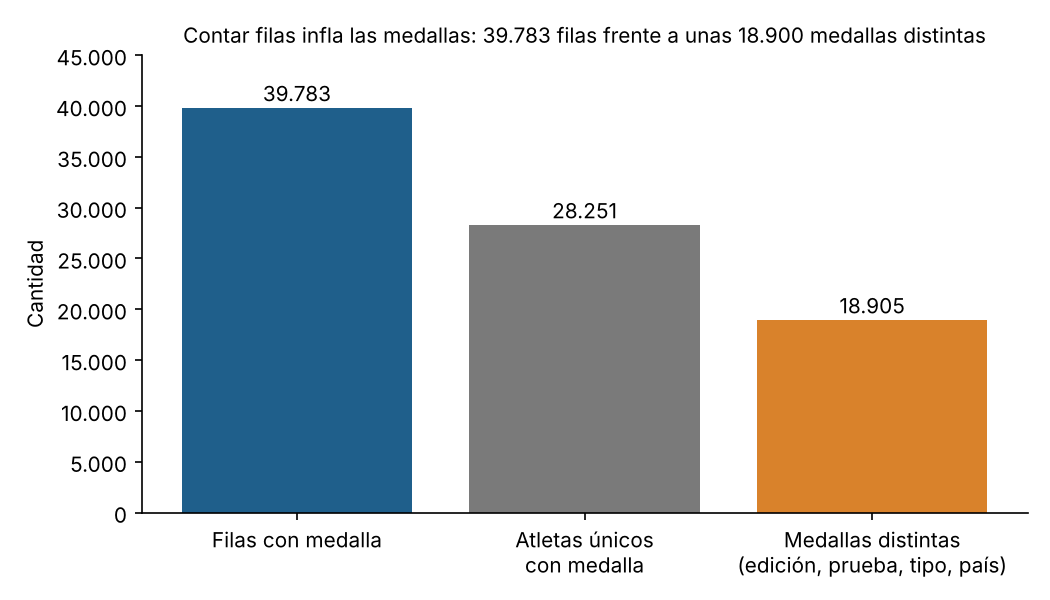 Contar filas infla las medallas: 39.783 filas frente a unas 18.900 medallas distintas
Cantidad
45.000
40.000
35.000
30.000
25.000
20.000
15.000
10.000
5.000
0
39.783
28.251
18.905
Filas con medalla
Atletas únicos
con medalla
Medallas distintas
(edición, prueba, tipo, país)